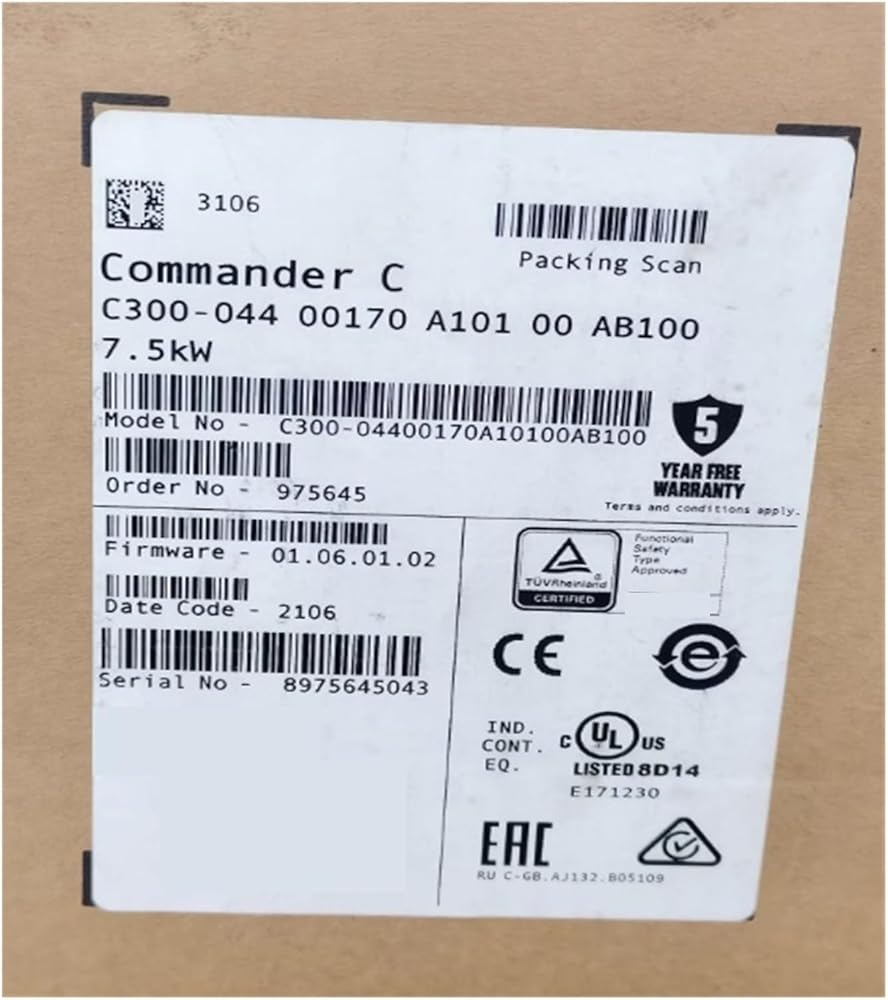 3106
Packing Scan
Commander C
C300-044 00170 A101 00 AB100
7.5kW
Model No - C300-04400170A10100AB100
5
YEAR FREE
WARRANTY
Terms and conditions apply.
Order No - 975645
Firmware - 01.06.01.02
Date Code - 2106
Serial No - 8975645043
TÜVRheinland®
CERTIFIED
Functional
Safety
Type
Approved
CE
e
IND.
CONT.
EQ.
C UL US
LISTED 8D14
E171230
EAC
RU C-GB.AJ132.B05109